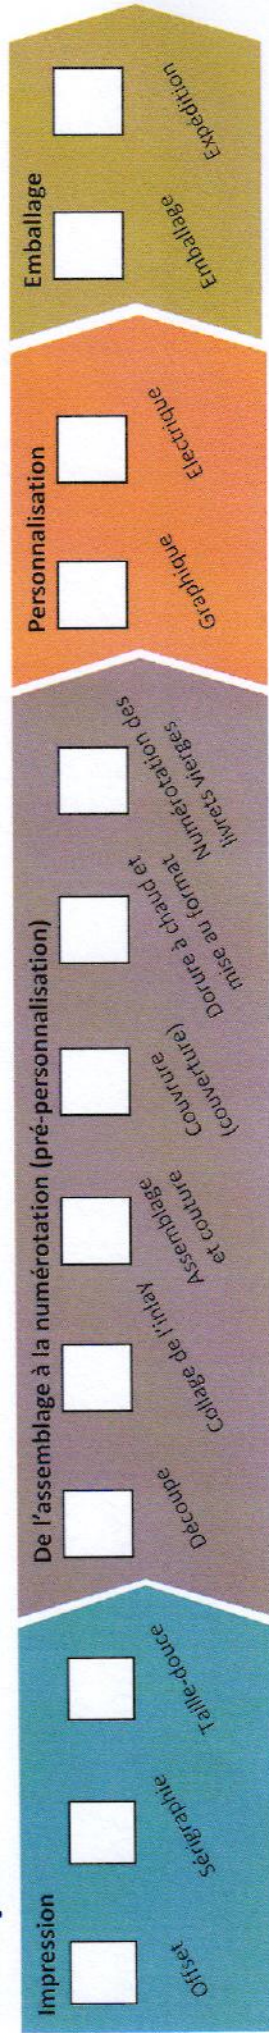 Impression
Offset
Sérigraphie
Taille-douce
De l'assemblage à la numérotation (pré-personnalisation)
Découpe
Collage de l'inlay
Assemblage
et couture
Couvrure
(couverture)
Dorure à chaud et
mise au format
Numérotation des
livrets vierges
Personnalisation
Graphique
Electrique
Emballage
Emballage
Expédition